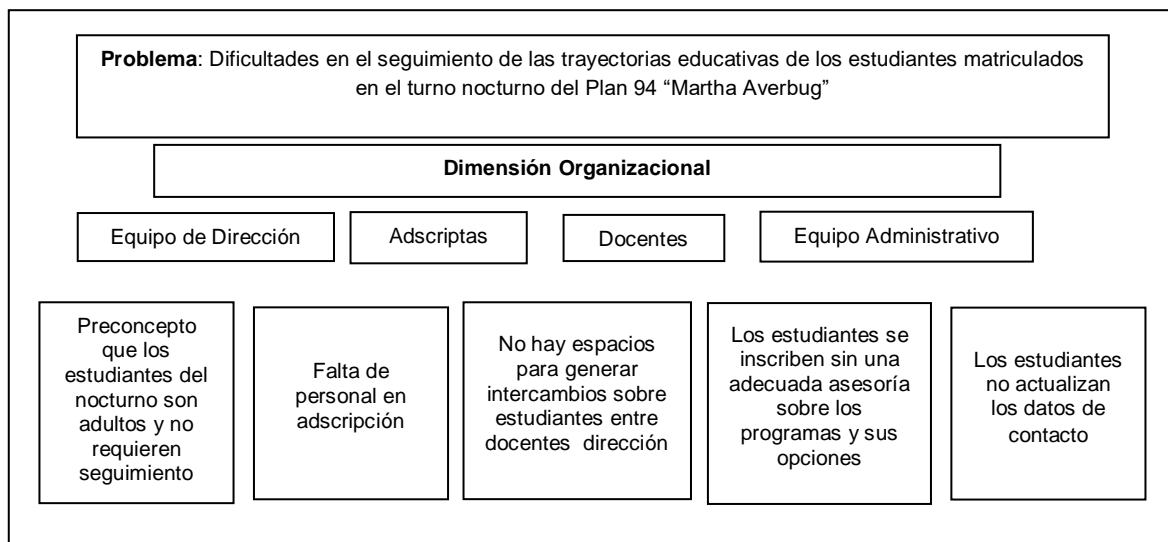 Problema: Dificultades en el seguimiento de las trayectorias educativas de los estudiantes matriculados
en el turno nocturno del Plan 94 “Martha Averbug”
Dimensión Organizacional
Equipo de Dirección
Adscriptas
Docentes
Equipo Administrativo
Preconcepto
que los
estudiantes del
nocturno son
adultos y no
requieren
seguimiento
Falta de
personal en
adscripción
No hay espacios
para generar
intercambios sobre
estudiantes entre
docentes dirección
Los estudiantes se
inscriben sin una
adecuada asesoría
sobre los
programas y sus
opciones
Los estudiantes
no actualizan
los datos de
contacto